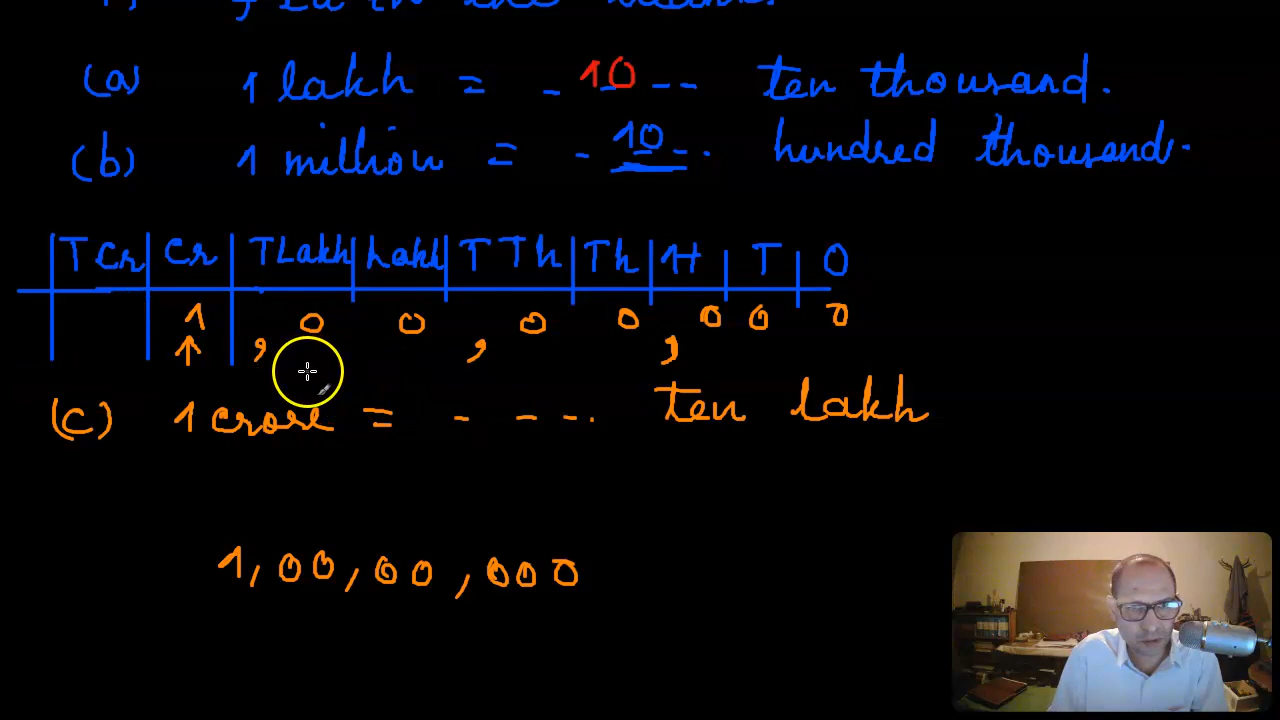 (a) 1 lakh = - 10 - - ten thousand.
(b) 1 million = - 10 - . hundred thousand.
T Cr Cr TLakh Lakh T Th Th H T O
1 , 0 0 , 0 0 , 0 0 0
(c) 1 crore = - - - . ten lakh
1,00,00,000